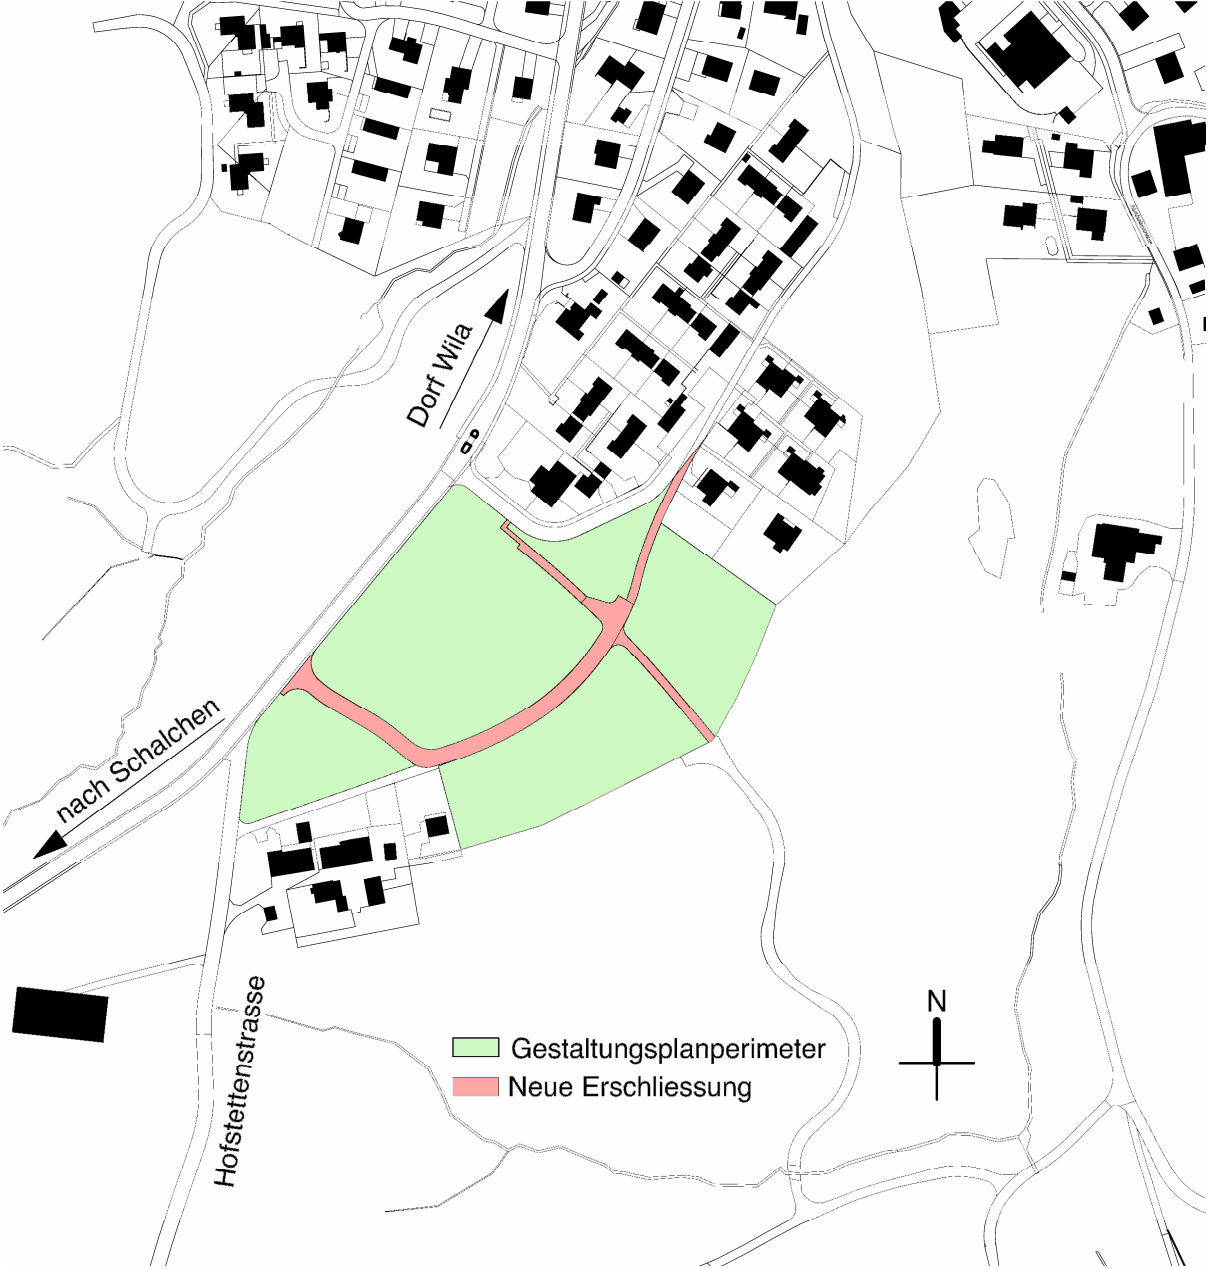 Dorf Wila
nach Schalchen
Hofstettenstrasse
N
Gestaltungsplanperimeter
Neue Erschliessung